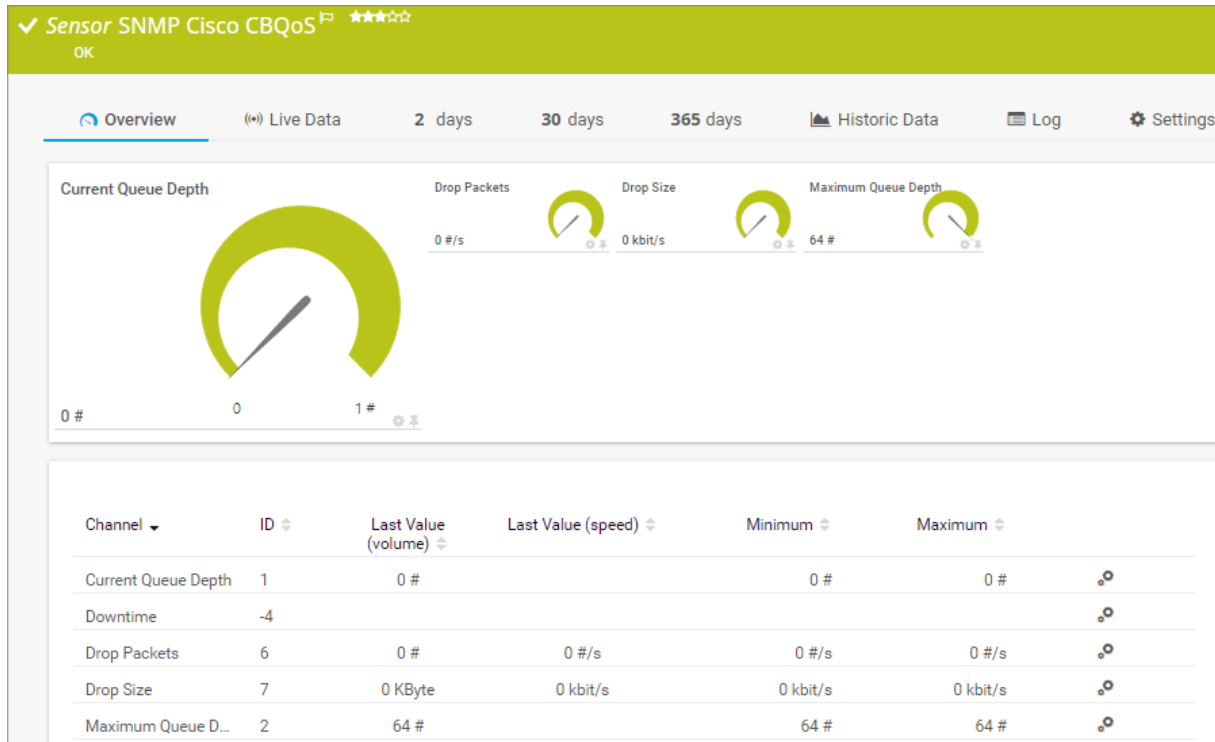 Sensor SNMP Cisco CBQoS
OK
Overview Live Data 2 days 30 days 365 days Historic Data Log Settings
Current Queue Depth
0 #
0 1 #
Drop Packets
0 #/s
Drop Size
0 kbit/s
Maximum Queue Depth
64 #
Channel ID Last Value (volume) Last Value (speed) Minimum Maximum
Current Queue Depth 1 0 # 0 # 0 #
Downtime -4
Drop Packets 6 0 # 0 #/s 0 #/s 0 #/s
Drop Size 7 0 KByte 0 kbit/s 0 kbit/s 0 kbit/s
Maximum Queue D... 2 64 # 64 # 64 #